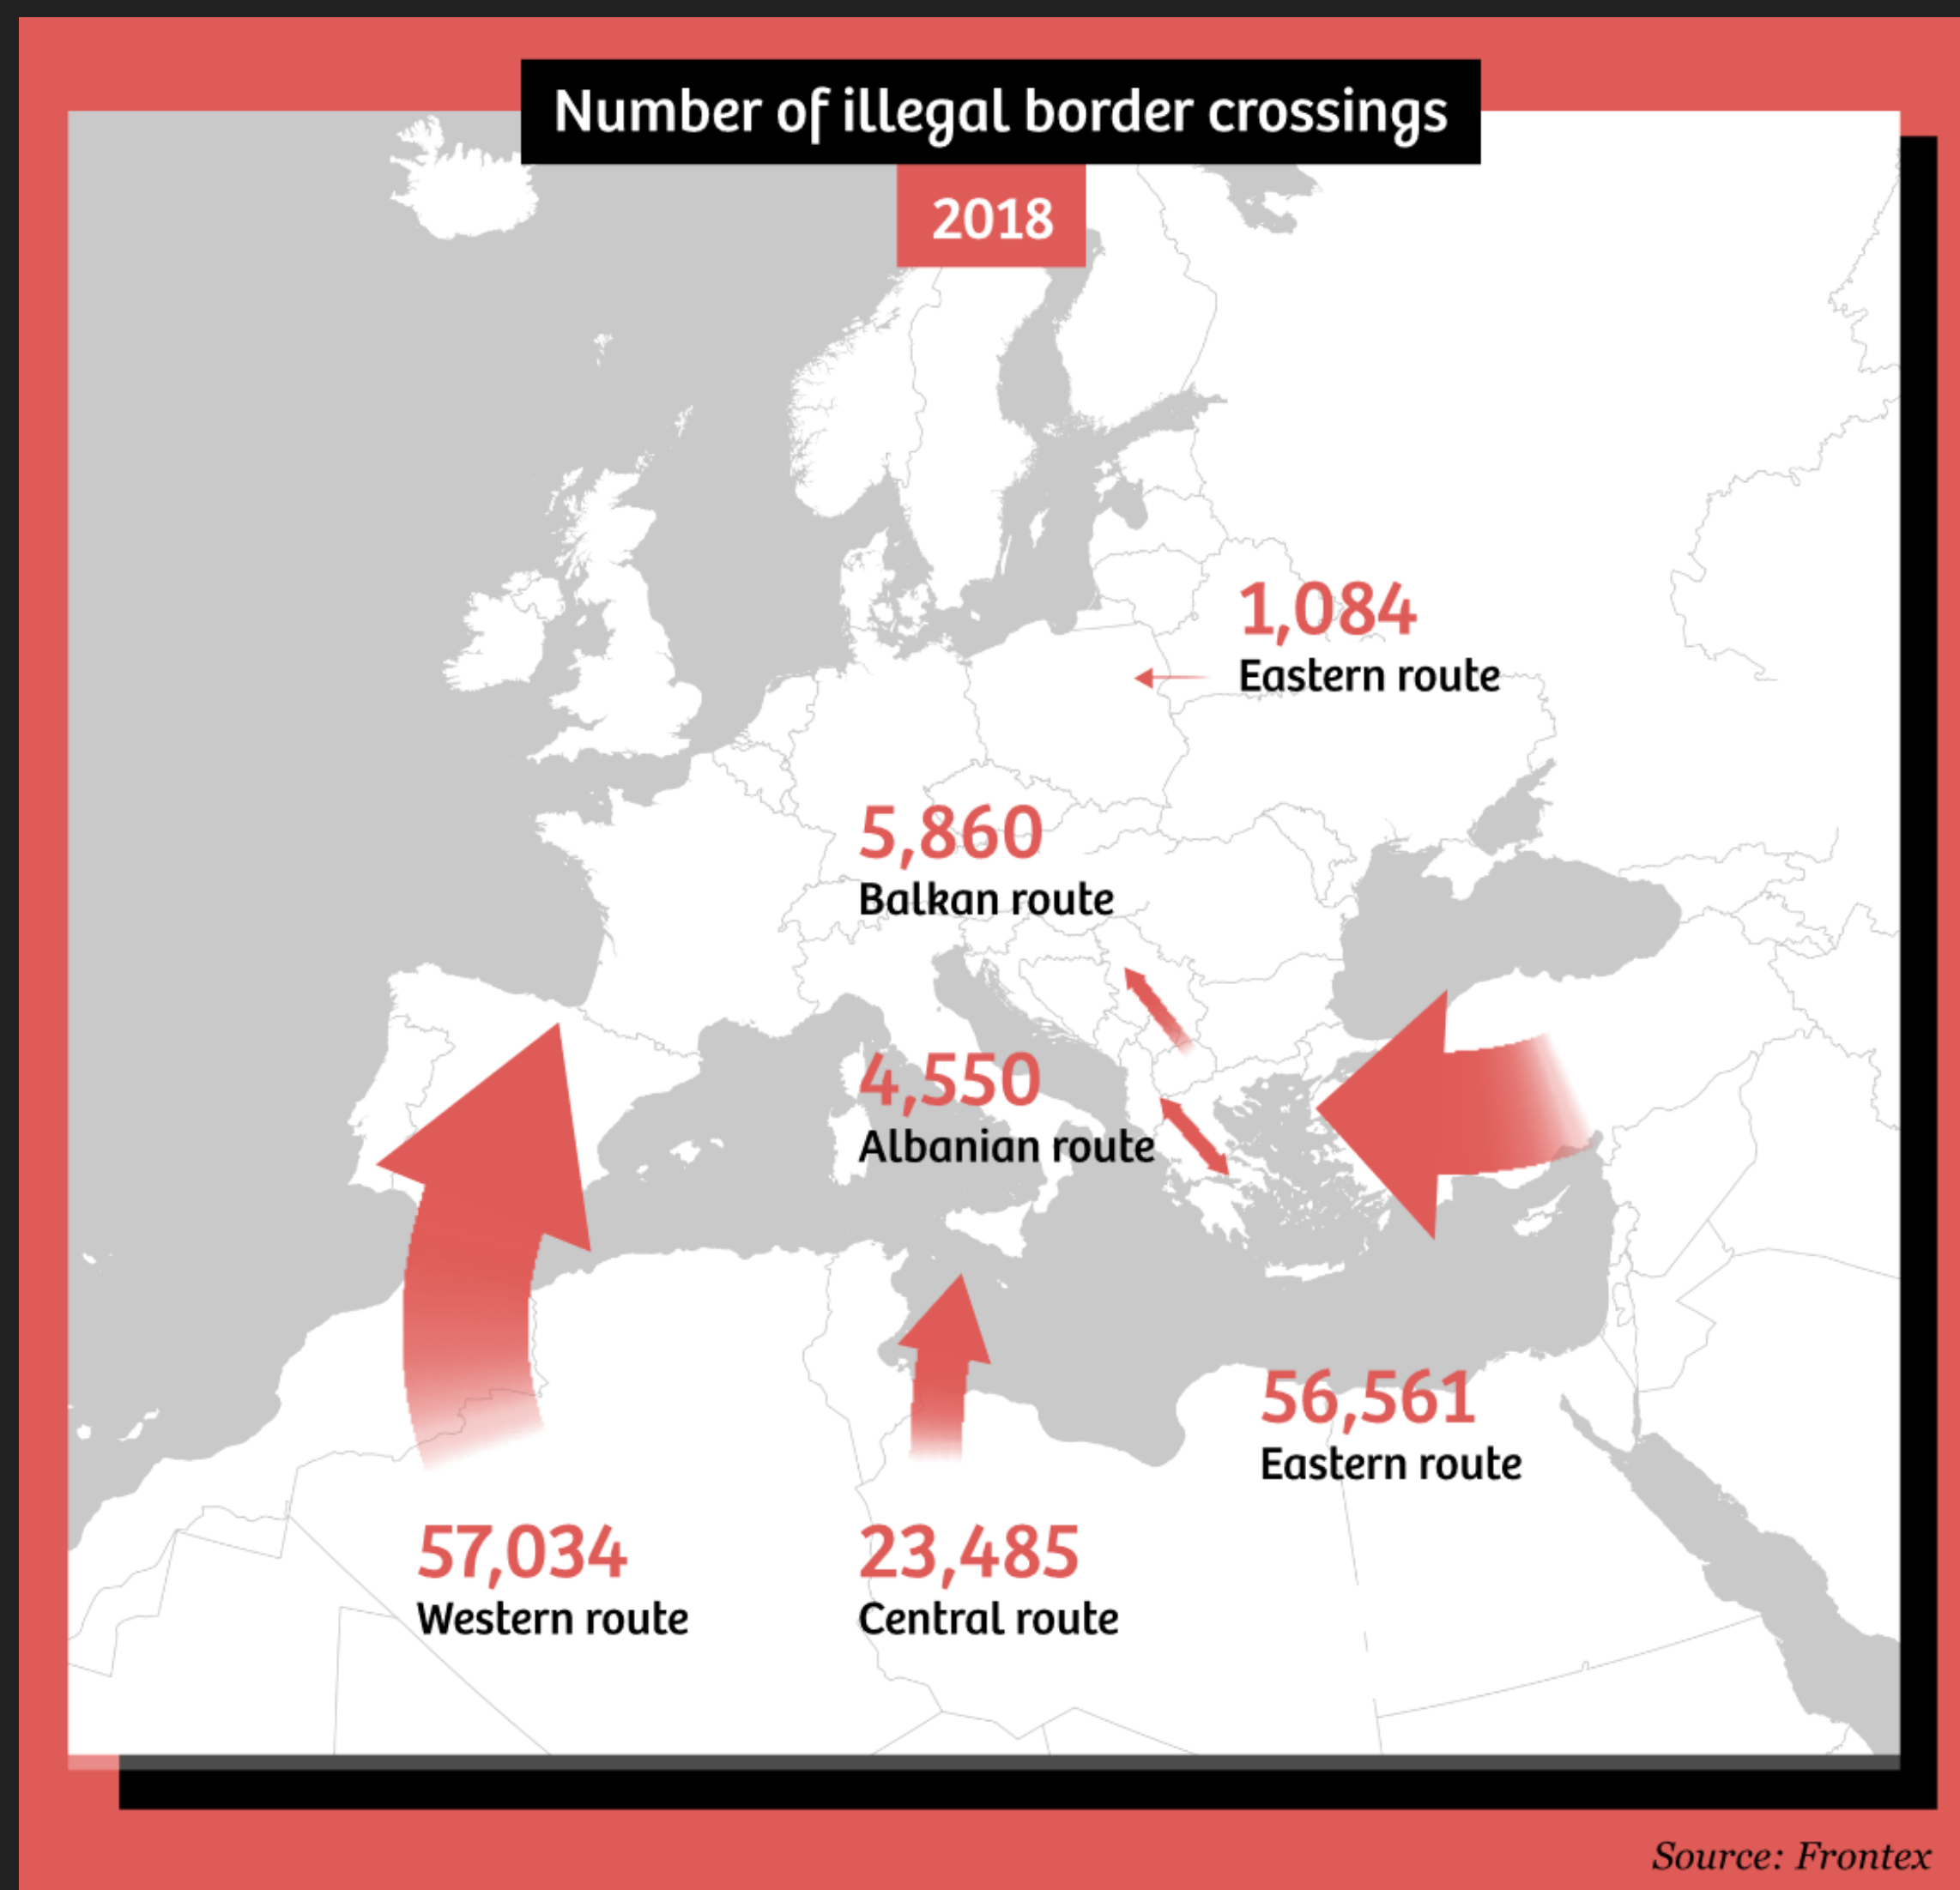 Number of illegal border crossings
2018
1,084
Eastern route
5,860
Balkan route
4,550
Albanian route
56,561
Eastern route
57,034
Western route
23,485
Central route
Source: Frontex